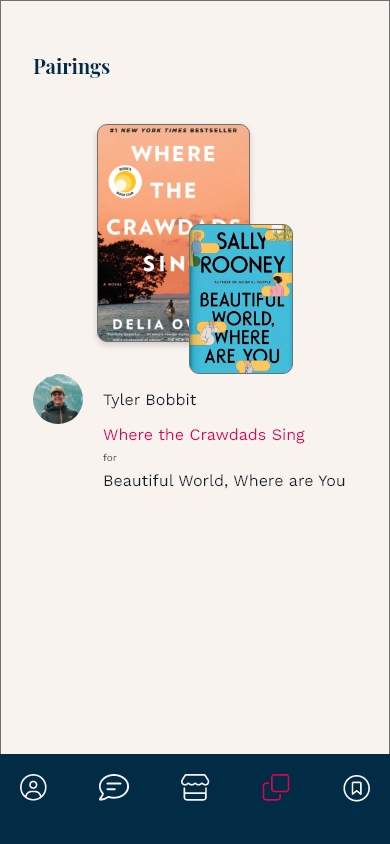 Pairings
#1 NEW YORK TIMES BESTSELLER
WHERE
THE
CRAWDADS
SIN
A NOVEL
DELIA OW
SALLY
ROONEY
AUTHOR OF NORMAL PEOPLE
BEAUTIFUL
WORLD,
WHERE
ARE YOU
Tyler Bobbit
Where the Crawdads Sing
for
Beautiful World, Where are You